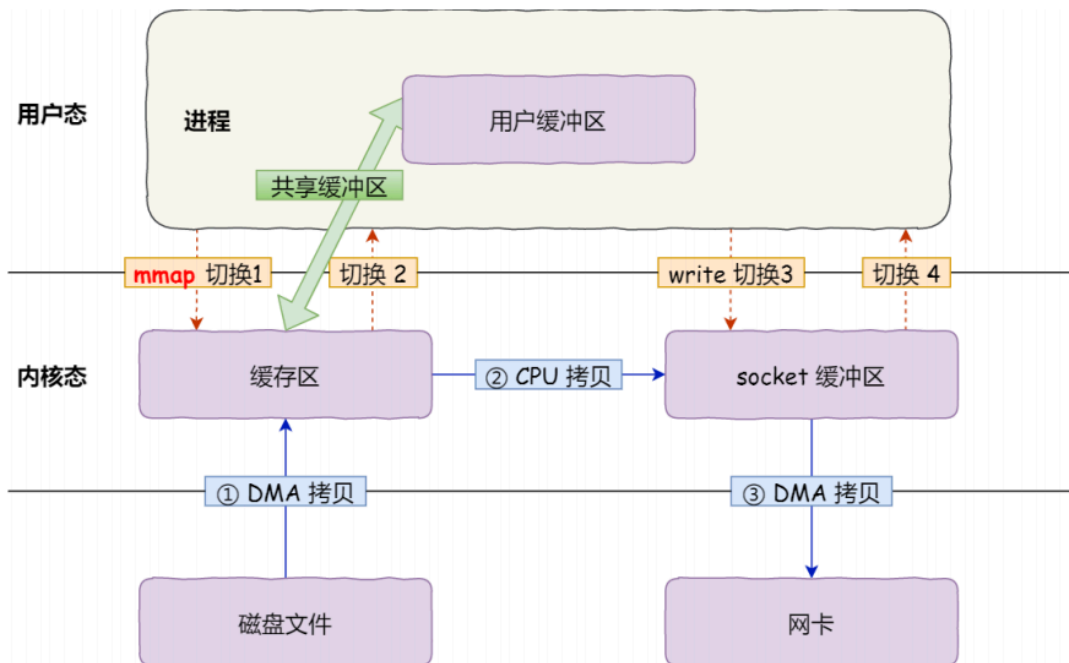 用户态
进程
用户缓冲区
共享缓冲区
mmap 切换1
切换 2
write 切换3
切换 4
内核态
缓存区
② CPU 拷贝
socket 缓冲区
① DMA 拷贝
③ DMA 拷贝
磁盘文件
网卡